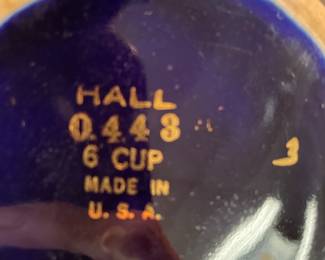 HALL
0443
6 CUP
3
MADE IN
U. S. A.